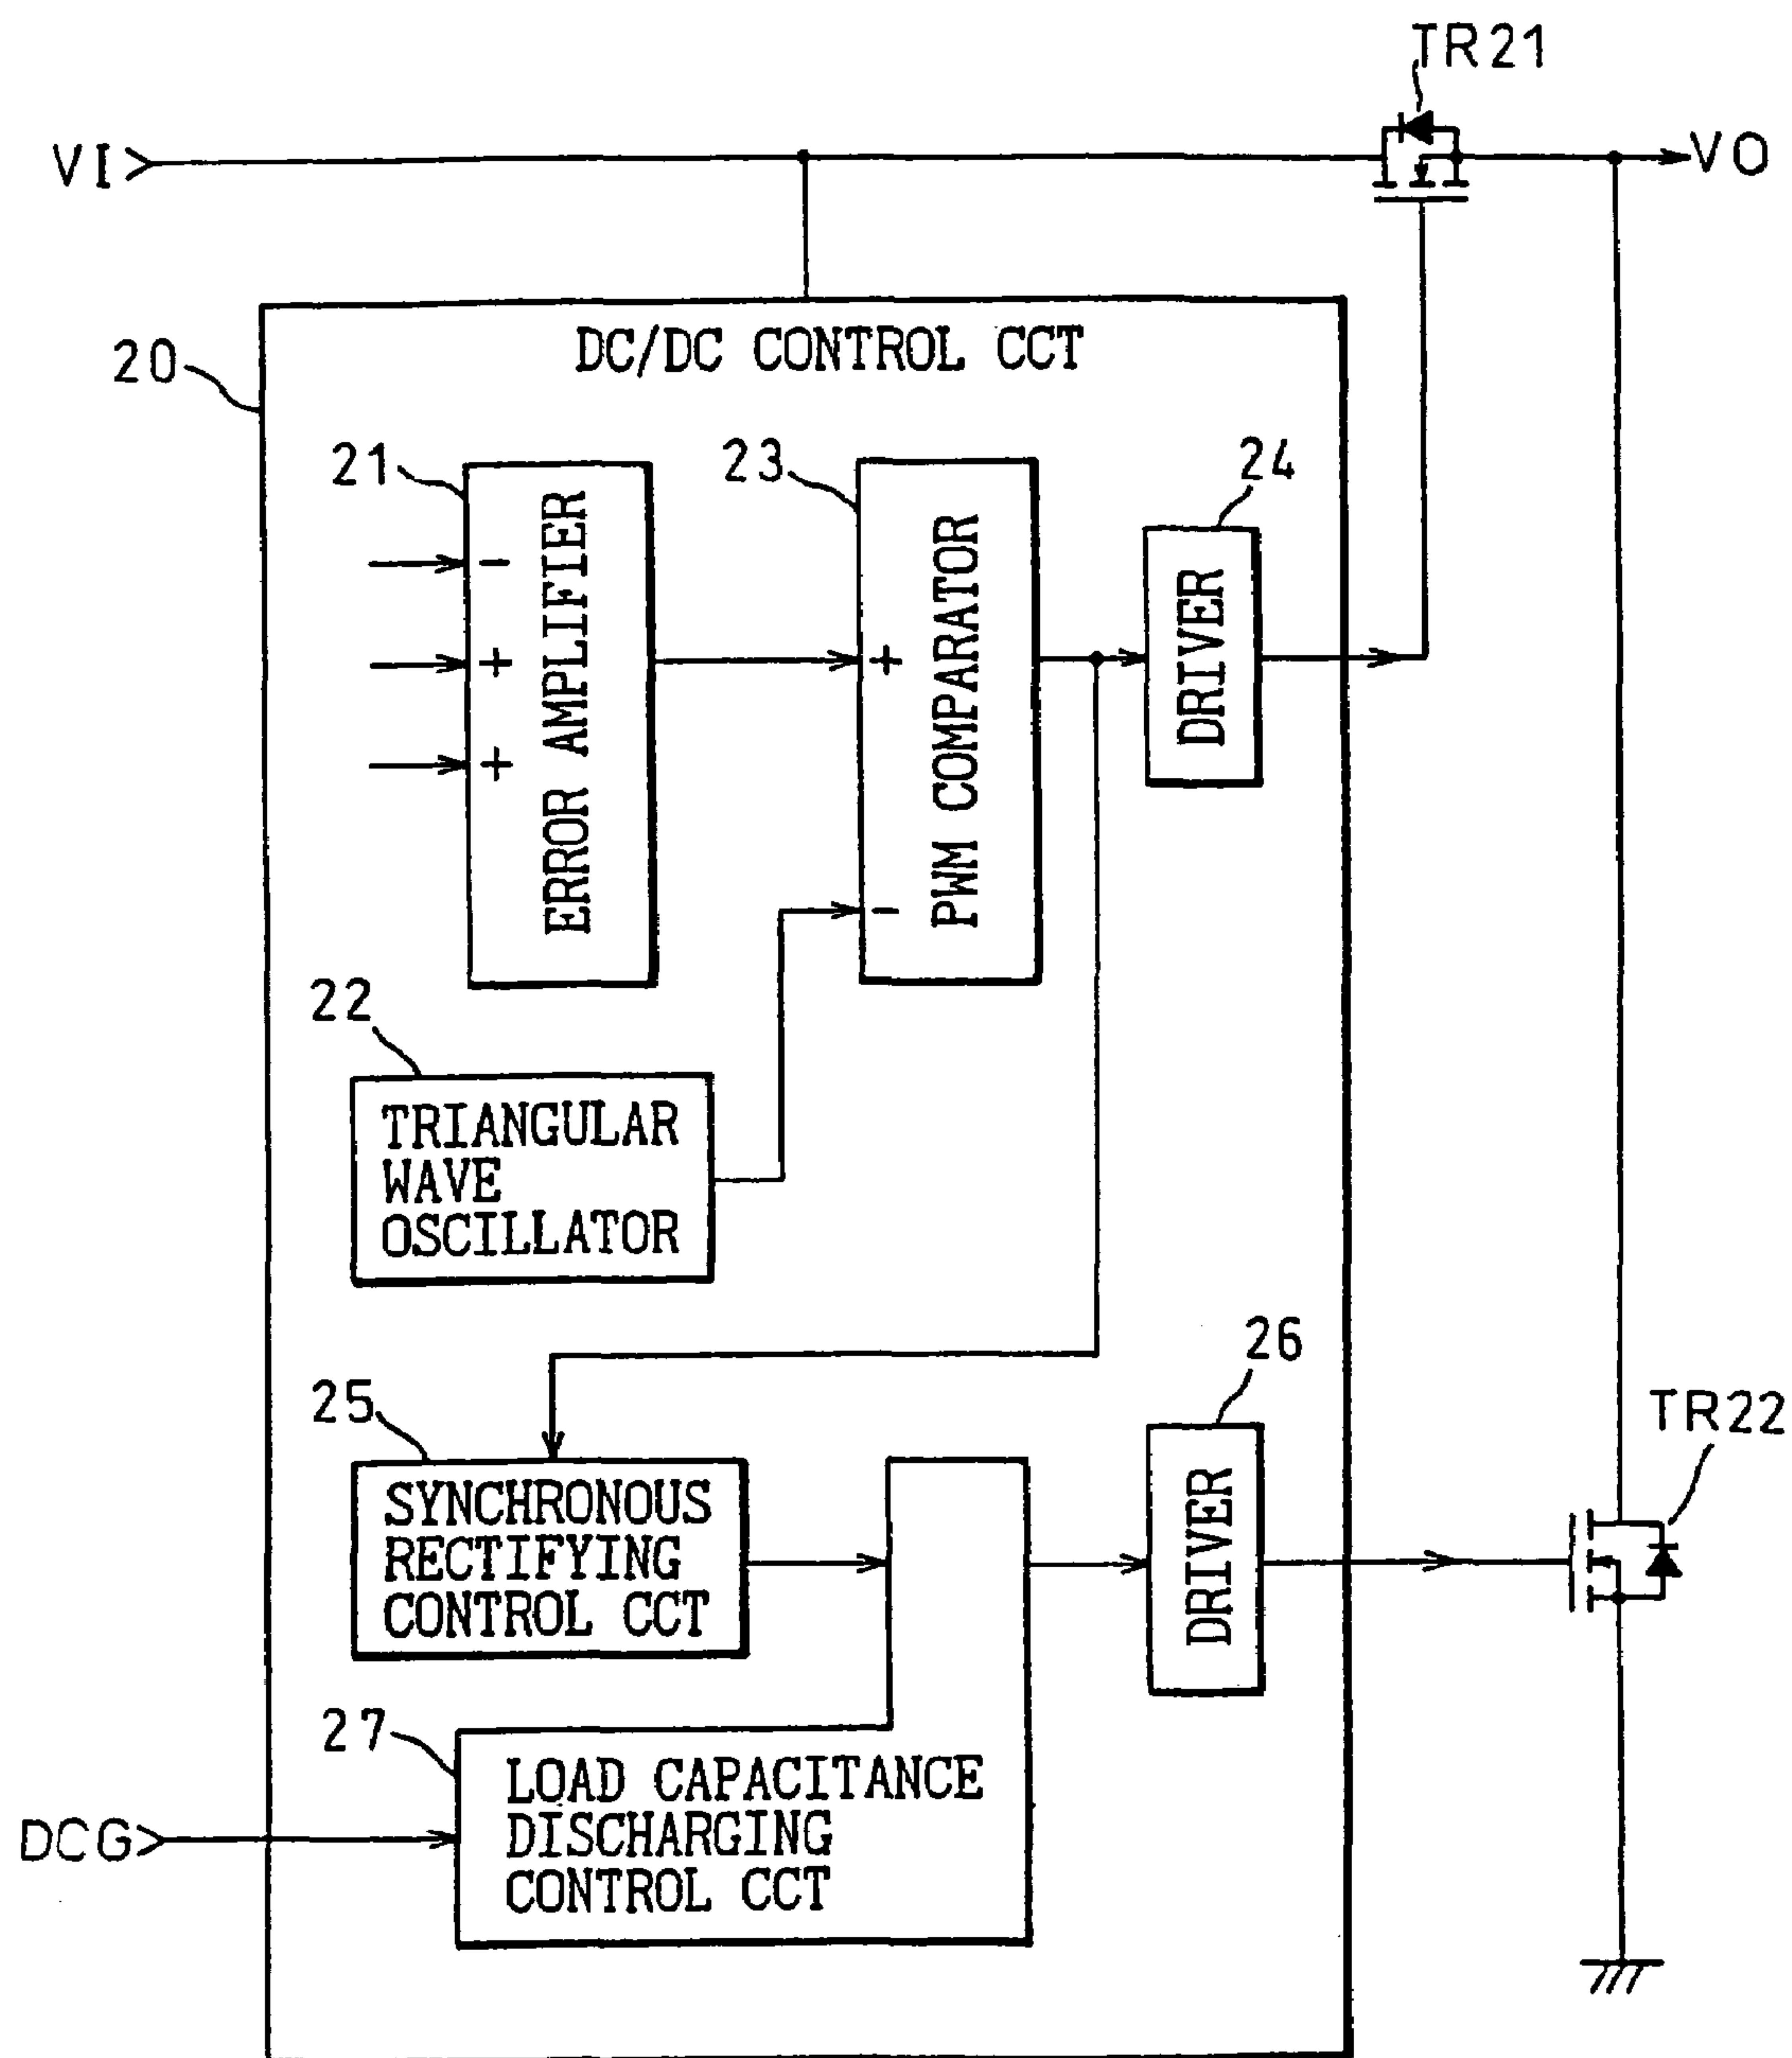 TR21
VI
VO
DC/DC CONTROL CCT
20
21
23
24
-
+
+
ERROR AMPLIFIER
+
-
PWM COMPARATOR
DRIVER
22
TRIANGULAR
WAVE
OSCILLATOR
25
26
TR22
SYNCHRONOUS
RECTIFYING
CONTROL CCT
DRIVER
27
LOAD CAPACITANCE
DISCHARGING
CONTROL CCT
DCG